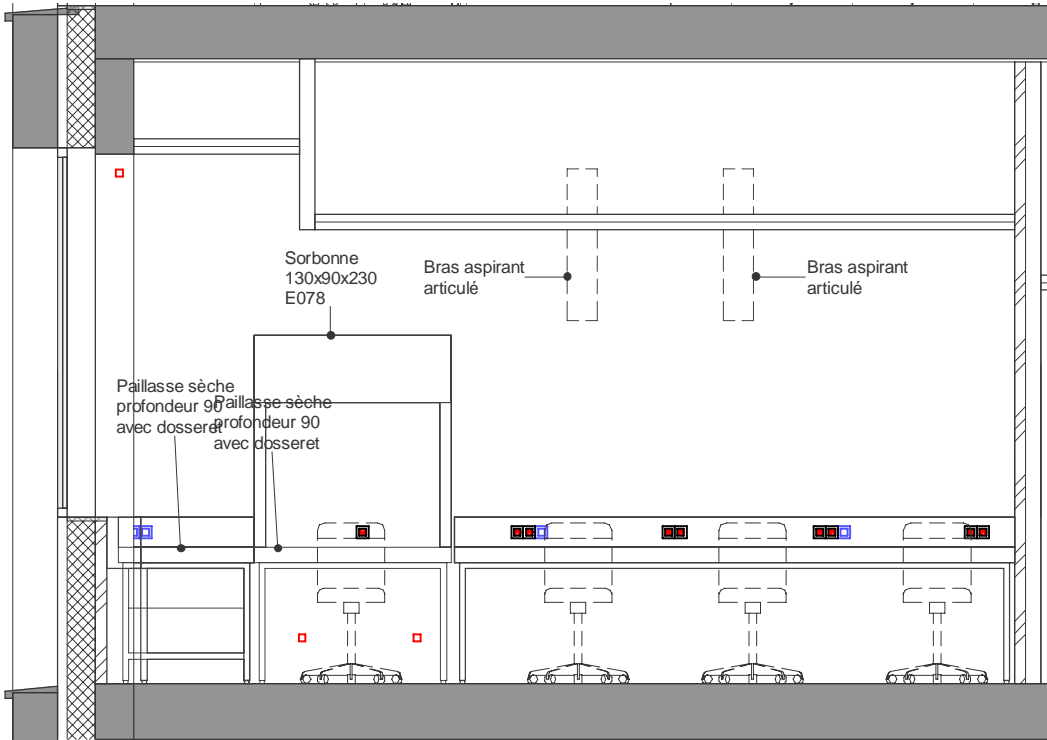 Sorbonne
130x90x230
E078
Bras aspirant
articulé
Bras aspirant
articulé
Paillasse sèche
profondeur 90
avec dosseret
Paillasse sèche
profondeur 90
avec dosseret